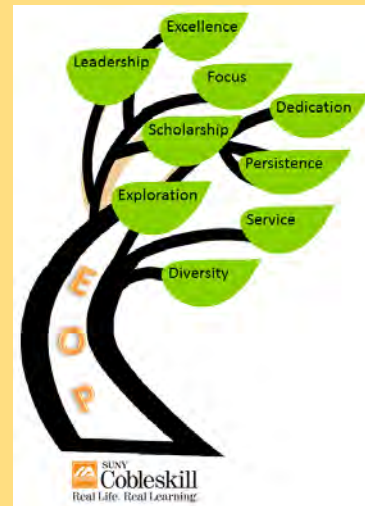 Excellence
Leadership
Focus
Dedication
Scholarship
Persistence
Exploration
Service
Diversity
E
O
P
SUNY
Cobleskill
Real Life. Real Learning.